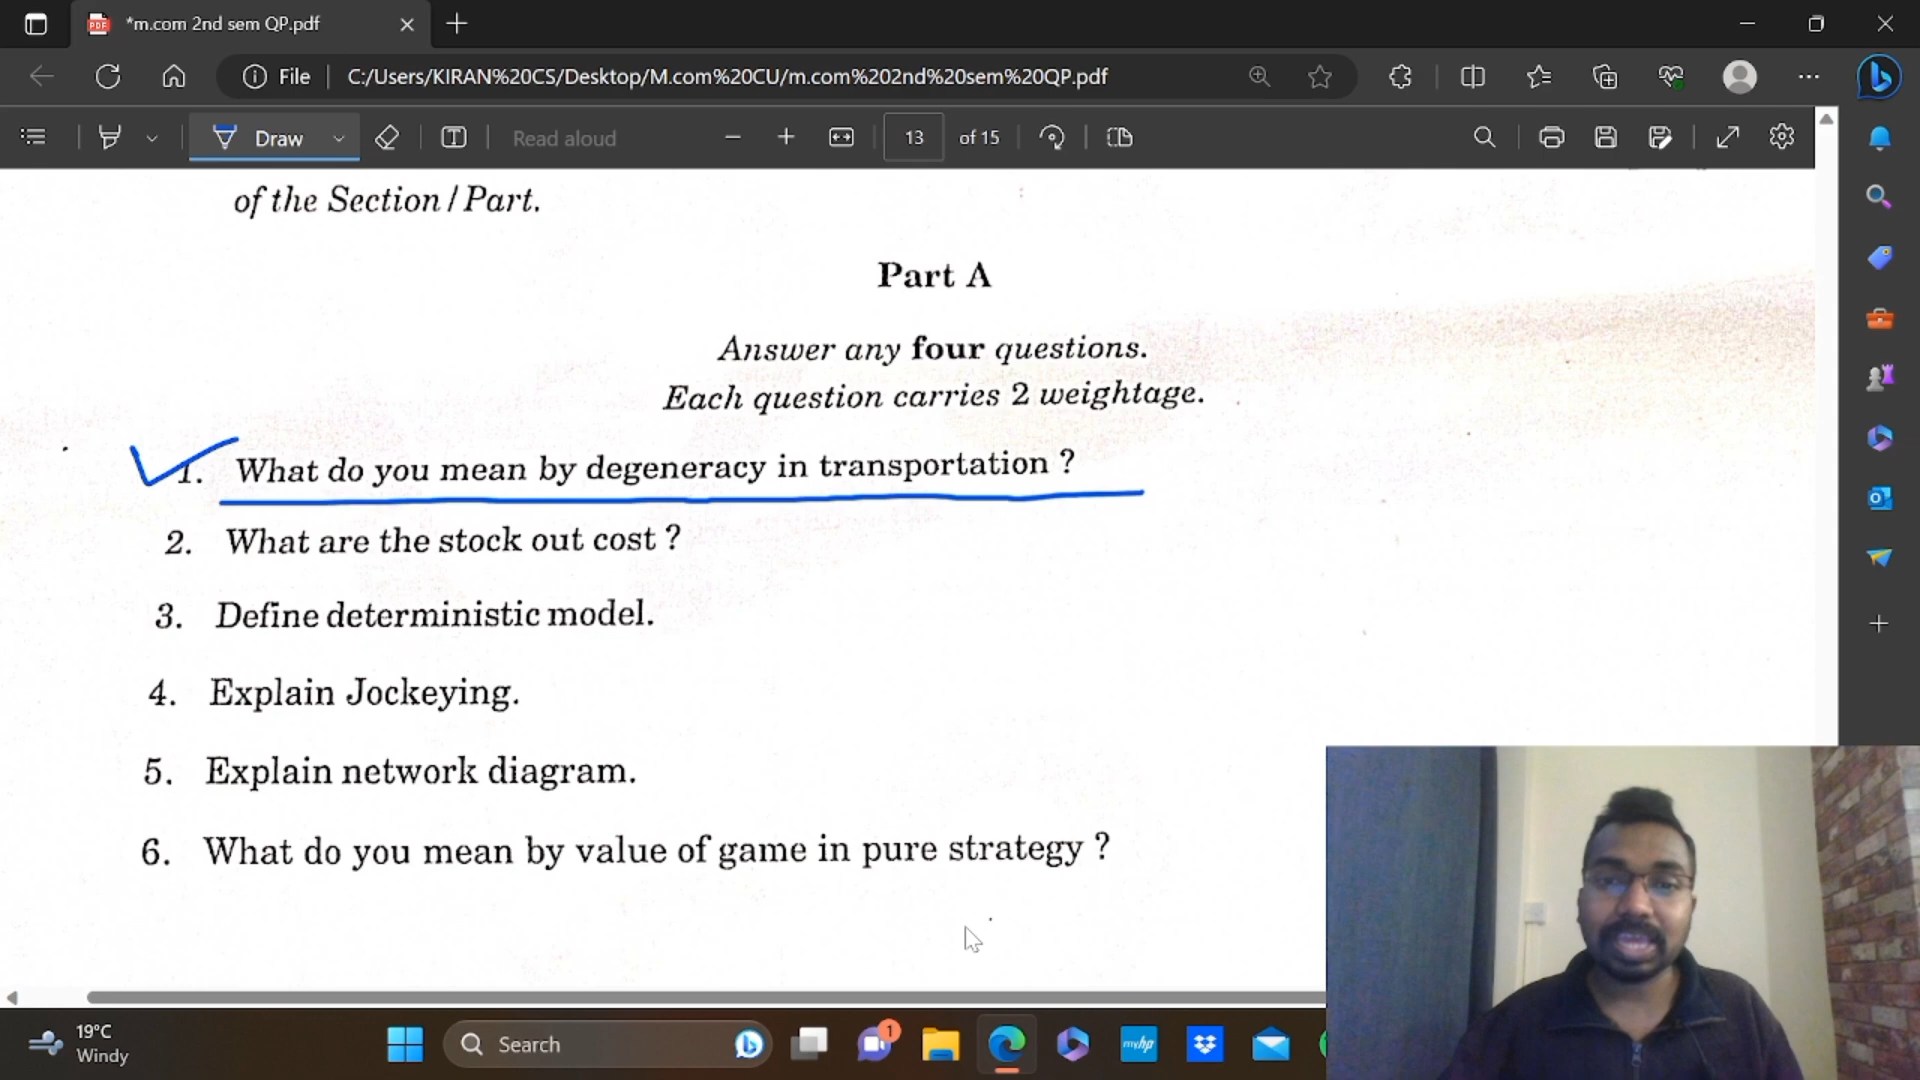 *m.com 2nd sem QP.pdf
File C:/Users/KIRAN%20CS/Desktop/M.com%20CU/m.com%202nd%20sem%20QP.pdf
Draw Read aloud 13 of 15
of the Section / Part.
Part A
Answer any four questions.
Each question carries 2 weightage.
1. What do you mean by degeneracy in transportation ?
2. What are the stock out cost ?
3. Define deterministic model.
4. Explain Jockeying.
5. Explain network diagram.
6. What do you mean by value of game in pure strategy ?
19°C
Windy
Search
1
myhp